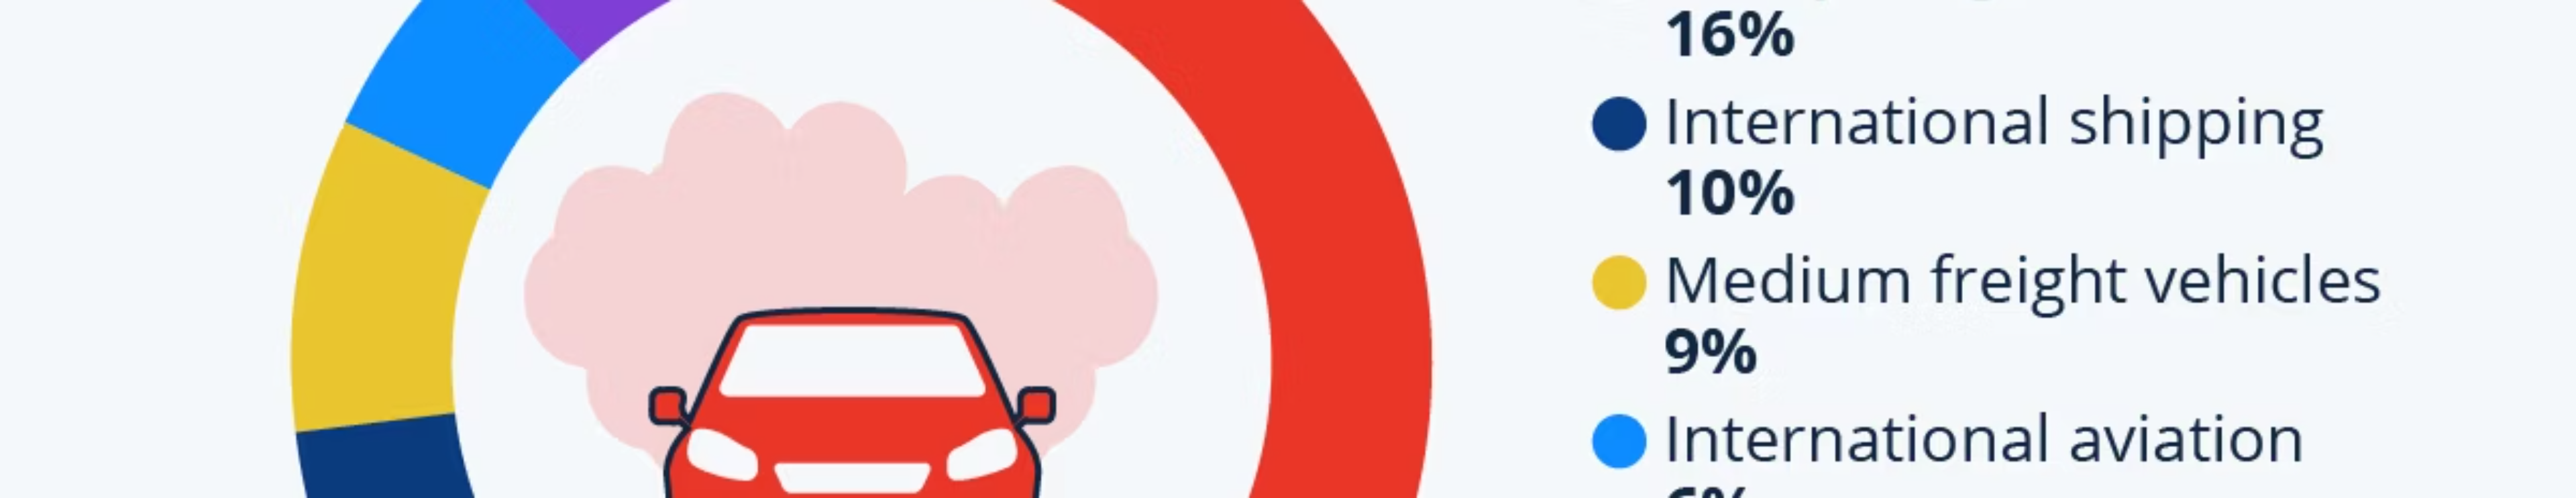 16%
International shipping
10%
Medium freight vehicles
9%
International aviation